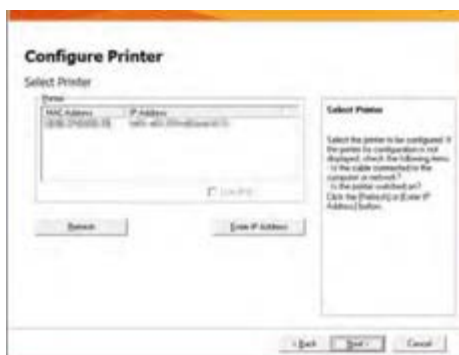 Configure Printer
Select Printer
Printer
MAC Address IP Address
Refresh
Enter IP Address
Select Printer
Select the printer to be configured. If
the printer for configuration is not
displayed, check the following items.
- Is the cable connected to the
computer or network?
- Is the printer switched on?
Click the [Refresh] or [Enter IP
Address] button.
< Back
Next >
Cancel